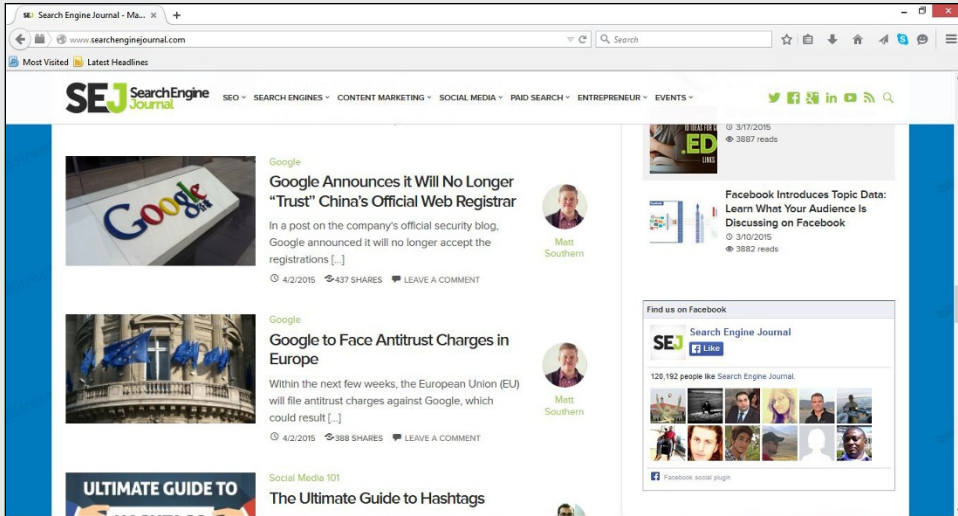 Search Engine Journal - Ma...
www.searchenginejournal.com
Search
Most Visited
Latest Headlines
SEJ Search Engine Journal
SEO
SEARCH ENGINES
CONTENT MARKETING
SOCIAL MEDIA
PAID SEARCH
ENTREPRENEUR
EVENTS
Google
Google
Google Announces it Will No Longer
“Trust” China's Official Web Registrar
In a post on the company's official security blog,
Google announced it will no longer accept the
registrations [...]
4/2/2015 437 SHARES LEAVE A COMMENT
Matt
Southern
Google
Google to Face Antitrust Charges in
Europe
Within the next few weeks, the European Union (EU)
will file antitrust charges against Google, which
could result [...]
4/2/2015 388 SHARES LEAVE A COMMENT
Matt
Southern
ULTIMATE GUIDE TO
Social Media 101
The Ultimate Guide to Hashtags
.ED
LINKS
3/17/2015
3887 reads
Facebook Introduces Topic Data:
Learn What Your Audience Is
Discussing on Facebook
3/10/2015
3882 reads
Find us on Facebook
SEJ
Search Engine Journal
Like
120,192 people like Search Engine Journal.
Facebook social plugin